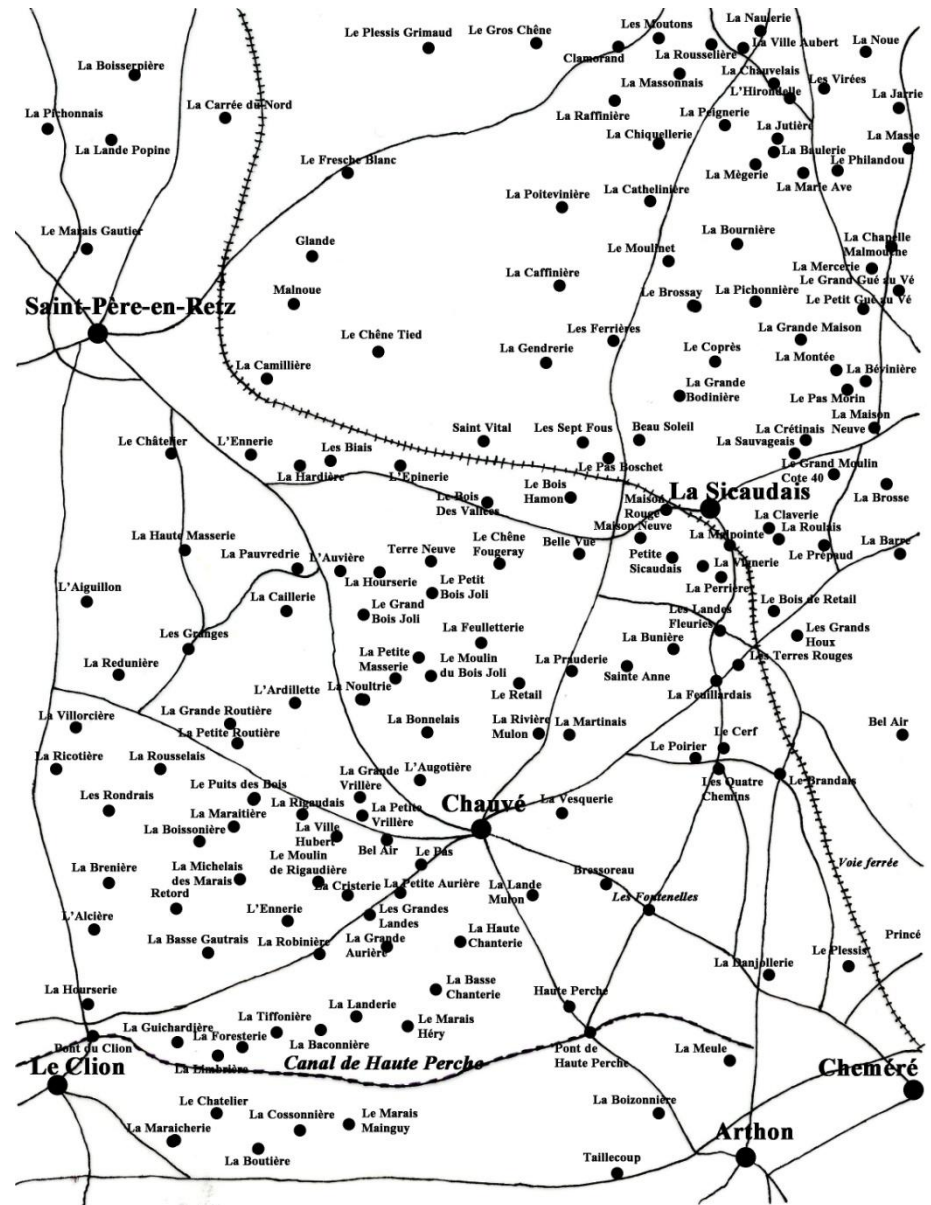 La Naulerie
Le Plessis Grimaud
Le Gros Chêne
Les Moutons
Clamorand
La Rousselière
La Ville Aubert
La Noue
La Boisserpière
La Massonnais
La Chauvelais
L'Hirondelle
Les Virées
La Pichonnais
La Carrée du Nord
La Raffinière
La Peignerie
La Jarrie
La Lande Popine
La Chiquellerie
La Jutière
La Masse
Le Fresche Blanc
La Baulerie
Le Philandou
La Mègerie
La Marie Ave
La Poitevinière
La Cathelinière
Le Marais Gautier
Glande
Le Moulinet
La Bournière
La Chapelle
Malmouche
La Caffinière
La Mercerie
Le Grand Gué au Vé
Malnoue
Le Brossay
La Pichonnière
Le Petit Gué au Vé
Saint-Père-en-Retz
Le Chêne Tied
Les Ferrières
La Grande Maison
La Gendrerie
Le Coprès
La Montée
La Camillière
La Grande
Bodinière
La Bévinière
Le Pas Morin
La Maison
Neuve
Le Châtelier
L'Ennerie
Les Biais
Saint Vital
Les Sept Fous
Beau Soleil
La Crétinais
La Sauvageais
La Hardière
L'Epinerie
Le Pas Boschet
Le Grand Moulin
Cote 40
Le Bois
Des Vallées
Le Bois
Hamon
Maison
Rouge
La Sicaudais
La Brosse
La Haute Masserie
La Pauvredrie
L'Auvière
Terre Neuve
Le Chêne
Fougeray
Belle Vue
Maison Neuve
La Malpointe
La Claverie
La Roulais
Le Prépaud
La Barre
La Hourserie
Petite
Sicaudais
La Vignerie
La Perrière
L'Aiguillon
La Caillerie
Le Petit
Bois Joli
Le Grand
Bois Joli
Les Landes
Fleuries
Le Bois de Retail
Les Granges
La Feulletterie
La Bunière
Les Grands
Houx
La Redunière
La Petite
Masserie
Le Moulin
du Bois Joli
La Prauderie
Sainte Anne
Les Terres Rouges
L'Ardillette
La Noultrie
Le Retail
La Feuillardais
La Villorcière
La Grande Routière
La Petite Routière
La Bonnelais
La Rivière
Mulon
La Martinais
Bel Air
La Ricotière
La Rousselais
Le Poirier
Le Cerf
Le Puits des Bois
La Grande
Vrillère
L'Augotière
Les Quatre
Chemins
Le Brandais
Les Rondrais
La Rigaudais
La Petite
Vrillère
Chauvé
La Vesquerie
La Maraitière
La Boissonière
La Ville
Hubert
Bel Air
Le Pas
La Brenière
La Michelais
des Marais
Le Moulin
de Rigaudière
Voie ferrée
Bressoreau
Retord
La Cristerie
La Petite Aurière
La Lande
Mulon
Les Fontenelles
L'Alcière
L'Ennerie
Les Grandes
Landes
La Basse Gautrais
La Robinière
La Grande
Aurière
La Haute
Chanterie
Le Plessis
Princé
La Danjollerie
La Basse
Chanterie
La Hourserie
La Landerie
Haute Perche
La Guichardière
La Tiffonière
Le Marais
Héry
Pont du Clion
La Foresterie
La Baconnière
La Dimbrière
Canal de Haute Perche
Pont de
Haute Perche
La Meule
Le Clion
Cheméré
Le Chatelier
La Cossonnière
Le Marais
Mainguy
La Boizonnière
La Maraicherie
Arthon
La Boutière
Taillecoup